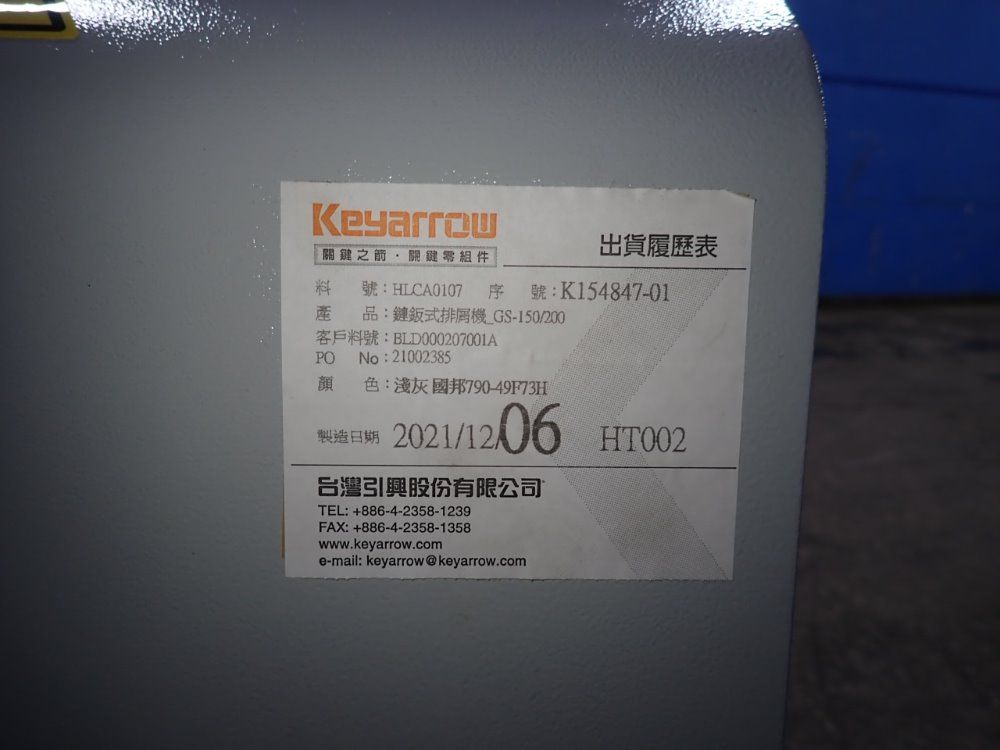 Keyarrow
關鍵之箭·關鍵零組件
出貨履歷表
料 號:HLCA0107 序 號:K154847-01
產 品:鏈鈑式排屑機_GS-150/200
客戶料號:BLD000207001A
PO No:21002385
顏 色:淺灰 國邦790-49F73H
製造日期 2021/12/06 HT002
台灣引興股份有限公司
TEL: +886-4-2358-1239
FAX: +886-4-2358-1358
www.keyarrow.com
e-mail: keyarrow@keyarrow.com